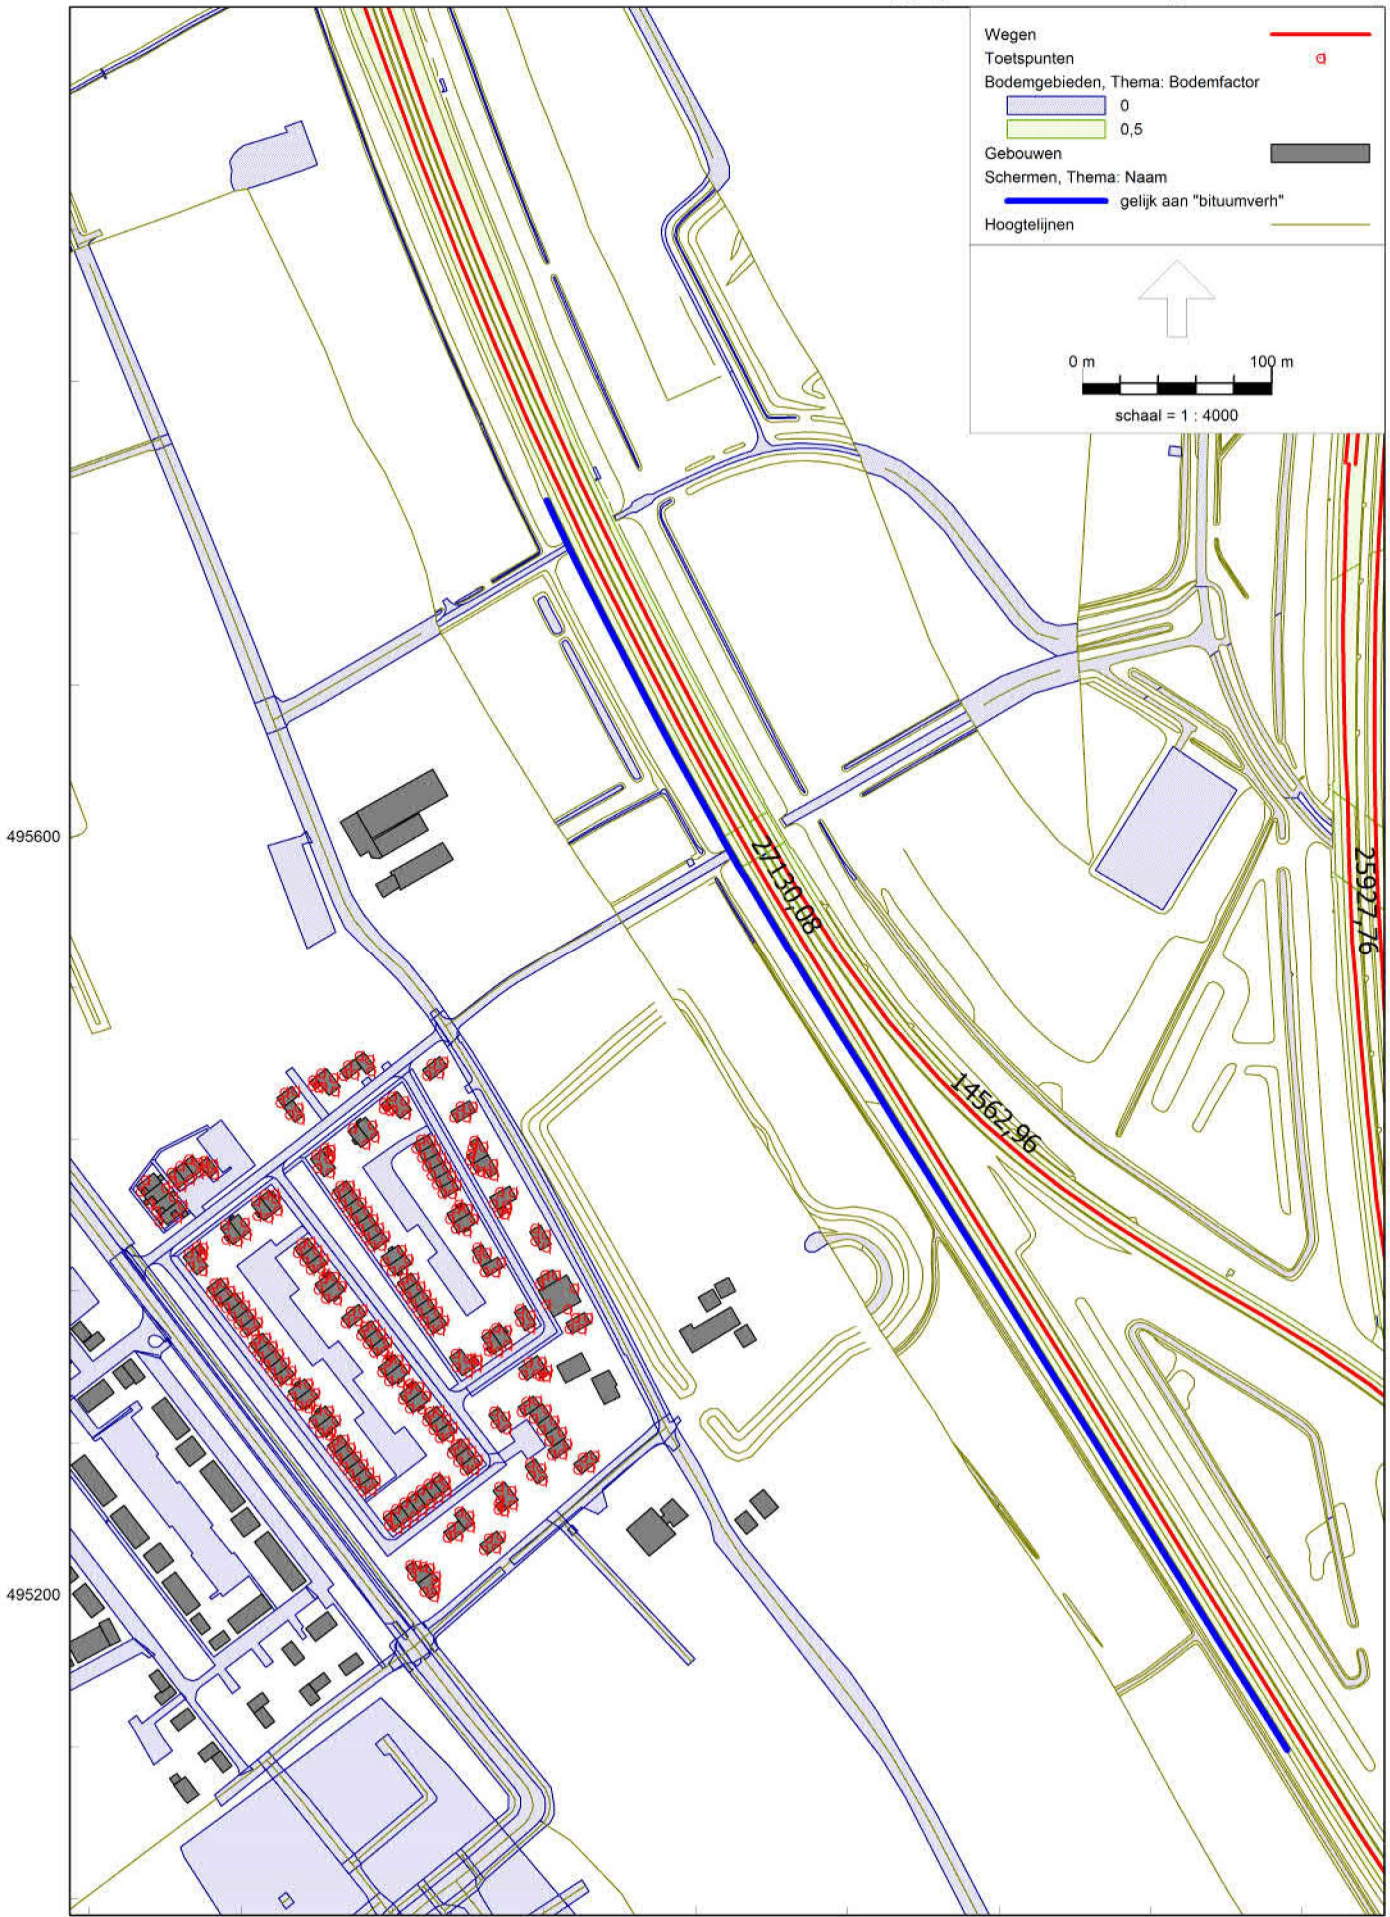 Wegen
Toetspunten
Bodemgebieden, Thema: Bodemfactor
0
0,5
Gebouwen
Schermen, Thema: Naam
gelijk aan "bituumverh"
Hoogtelijnen
0 m 100 m
schaal = 1 : 4000
495600
27130,08
25927,76
14562,96
495200